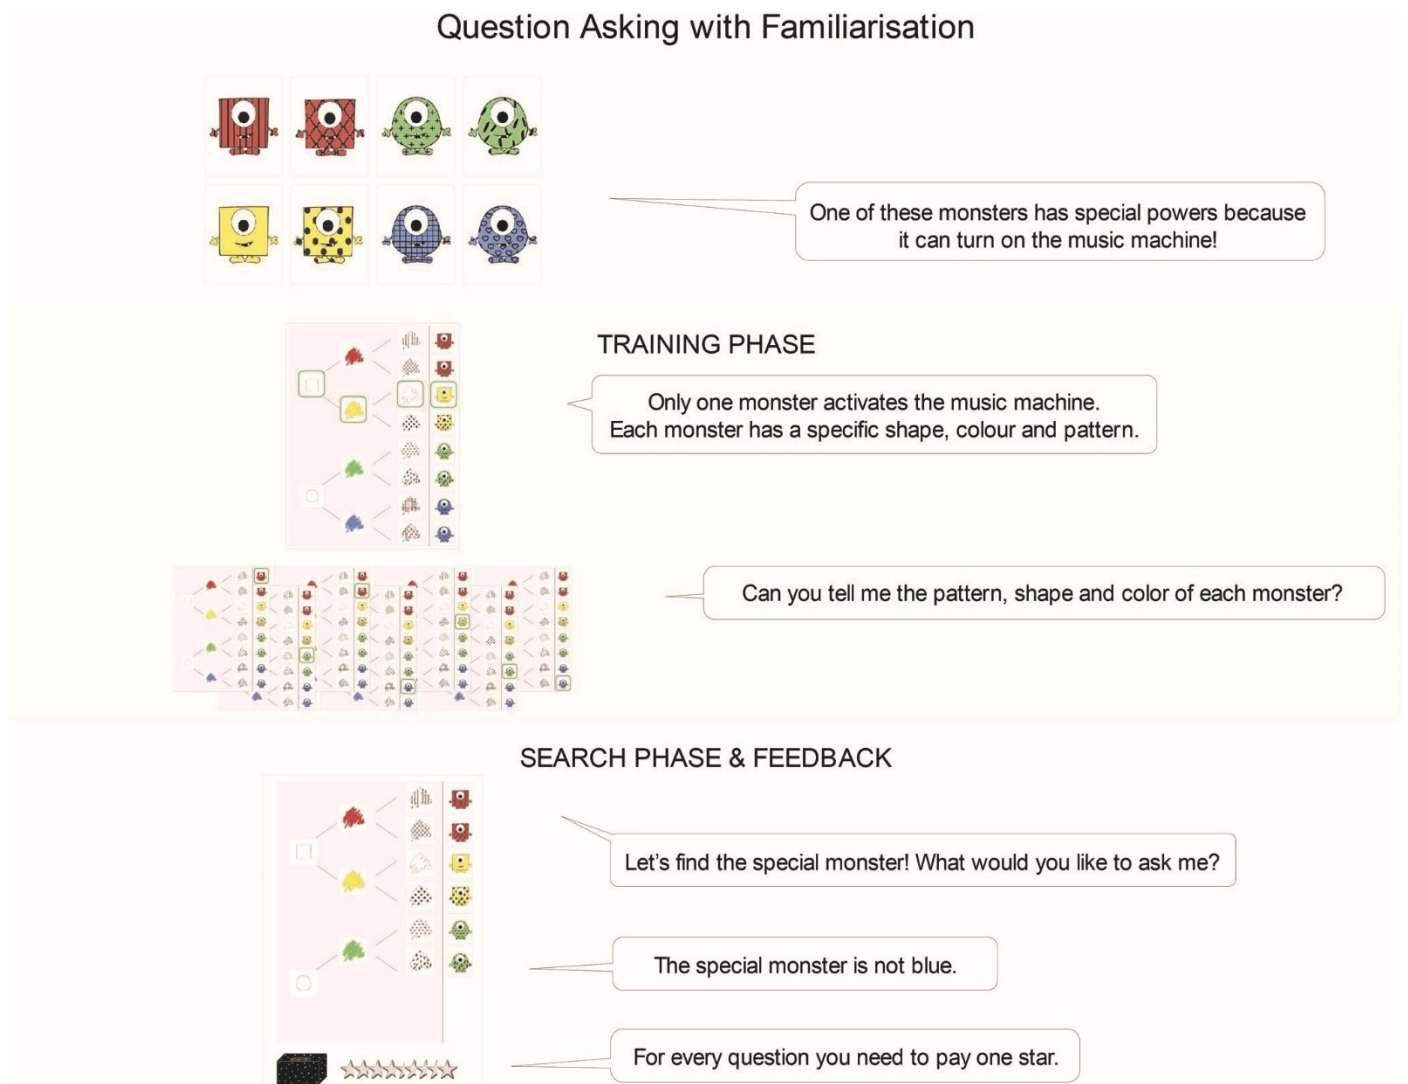 Question Asking with Familiarisation
One of these monsters has special powers because
it can turn on the music machine!
TRAINING PHASE
Only one monster activates the music machine.
Each monster has a specific shape, colour and pattern.
Can you tell me the pattern, shape and color of each monster?
SEARCH PHASE & FEEDBACK
Let's find the special monster! What would you like to ask me?
The special monster is not blue.
For every question you need to pay one star.